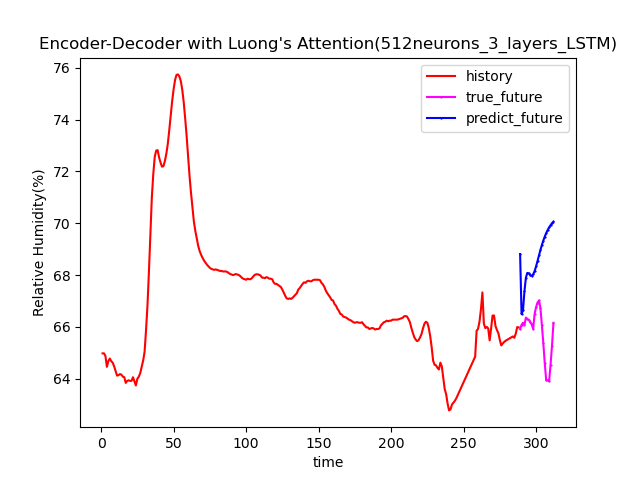 Encoder-Decoder with Luong's Attention(512neurons_3_layers_LSTM)
history
true_future
predict_future
Relative Humidity(%)
76
74
72
70
68
66
64
0 50 100 150 200 250 300
time